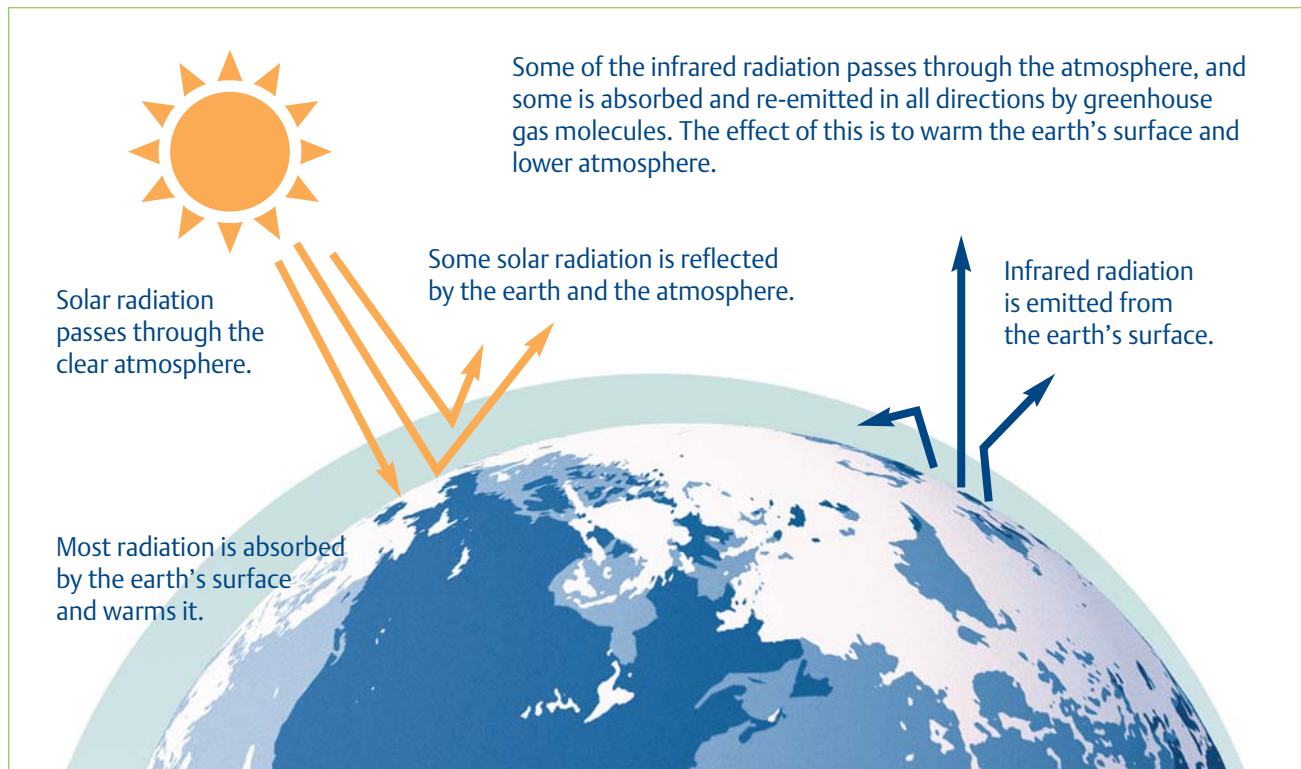 Some of the infrared radiation passes through the atmosphere, and
some is absorbed and re-emitted in all directions by greenhouse
gas molecules. The effect of this is to warm the earth’s surface and
lower atmosphere.
Some solar radiation is reflected
by the earth and the atmosphere.
Infrared radiation
is emitted from
the earth’s surface.
Solar radiation
passes through the
clear atmosphere.
Most radiation is absorbed
by the earth’s surface
and warms it.